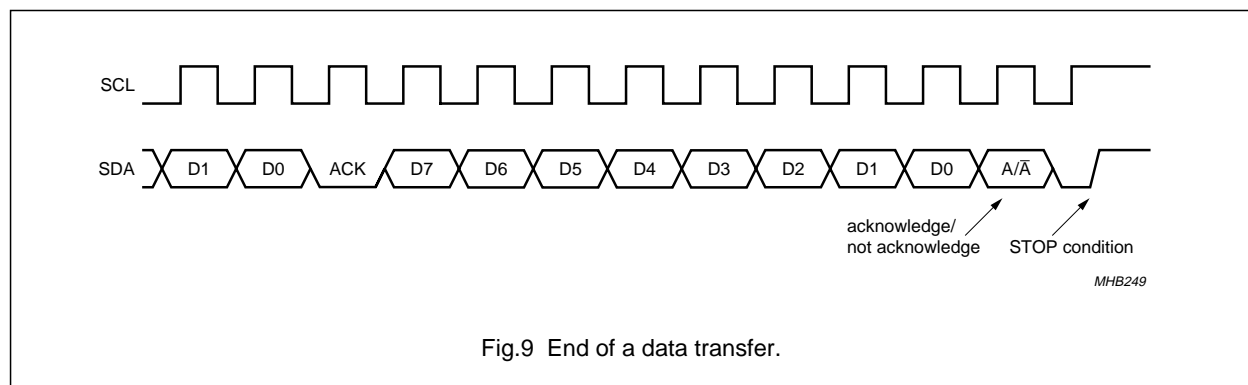 SCL
SDA D1 D0 ACK D7 D6 D5 D4 D3 D2 D1 D0 A/A̅
acknowledge/
not acknowledge
STOP condition
MHB249
Fig.9 End of a data transfer.